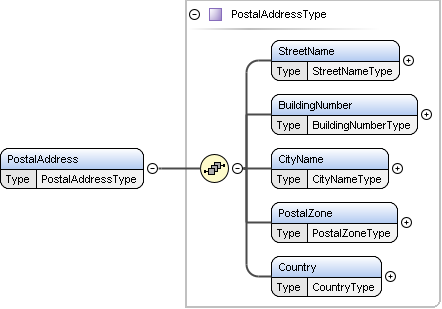 PostalAddressType
StreetName
Type StreetNameType
BuildingNumber
Type BuildingNumberType
PostalAddress
Type PostalAddressType
CityName
Type CityNameType
PostalZone
Type PostalZoneType
Country
Type CountryType